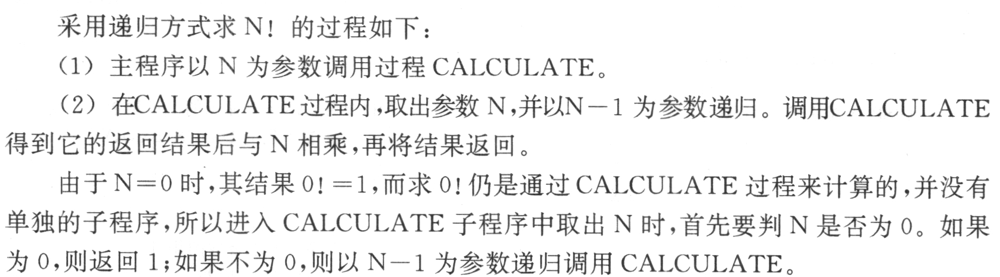 采用递归方式求 N! 的过程如下：
（1） 主程序以 N 为参数调用过程 CALCULATE。
（2） 在CALCULATE 过程内,取出参数 N,并以N－1 为参数递归。调用CALCULATE
得到它的返回结果后与 N 相乘,再将结果返回。
由于 N＝0 时,其结果 0! ＝1,而求 0! 仍是通过 CALCULATE 过程来计算的,并没有
单独的子程序,所以进入 CALCULATE 子程序中取出 N 时,首先要判 N 是否为 0。如果
为 0,则返回 1;如果不为 0,则以 N－1 为参数递归调用 CALCULATE。